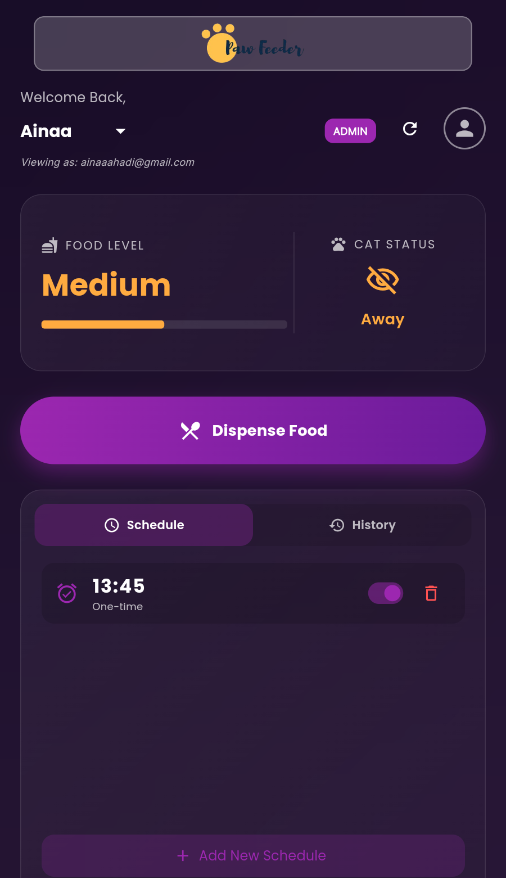 Paw Feeder
Welcome Back,
Ainaa
ADMIN
Viewing as: ainaaahadi@gmail.com
FOOD LEVEL
Medium
CAT STATUS
Away
Dispense Food
Schedule
History
13:45
One-time
+ Add New Schedule